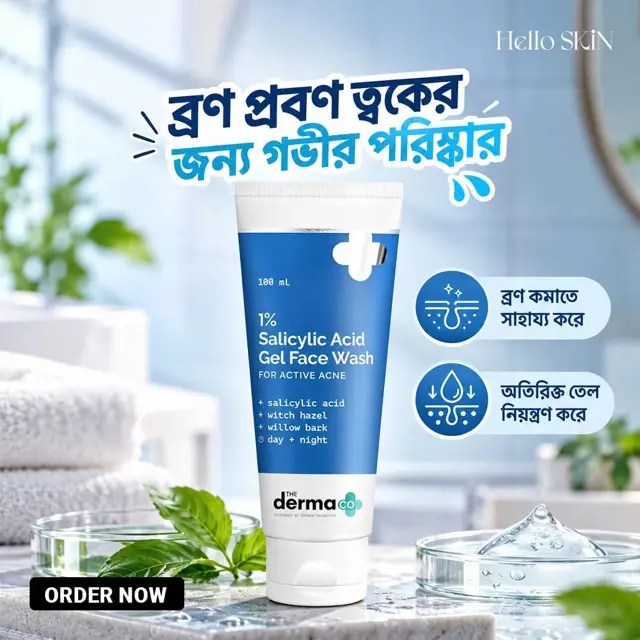 Hello SKiN
ব্রণ প্রবণ ত্বকের
জন্য গভীর পরিস্কার
100 mL
1%
Salicylic Acid
Gel Face Wash
FOR ACTIVE ACNE
+ salicylic acid
+ witch hazel
+ willow bark
day + night
THE
derma co
ব্রণ কমাতে
সাহায্য করে
অতিরিক্ত তেল
নিয়ন্ত্রণ করে
ORDER NOW